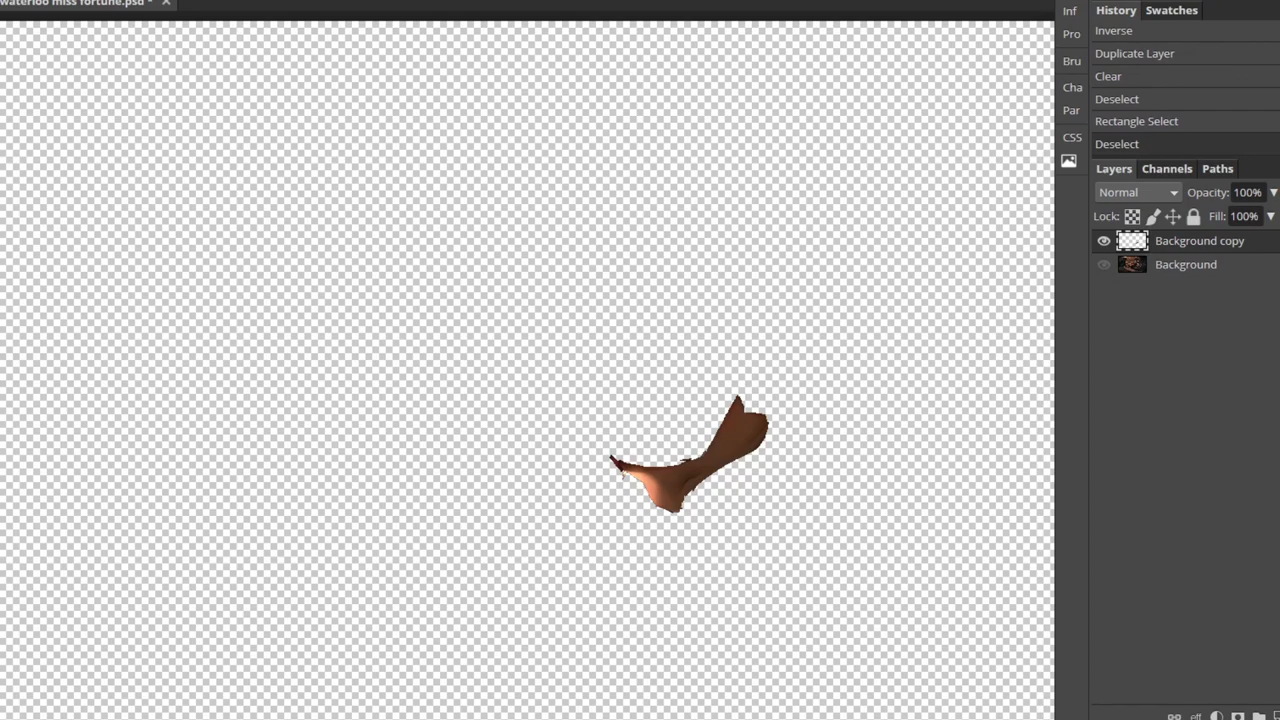 waterloo miss fortune.psd *
Inf
Pro
Bru
Cha
Par
CSS
History Swatches
Inverse
Duplicate Layer
Clear
Deselect
Rectangle Select
Deselect
Layers Channels Paths
Normal Opacity: 100%
Lock: Fill: 100%
Background copy
Background
eff